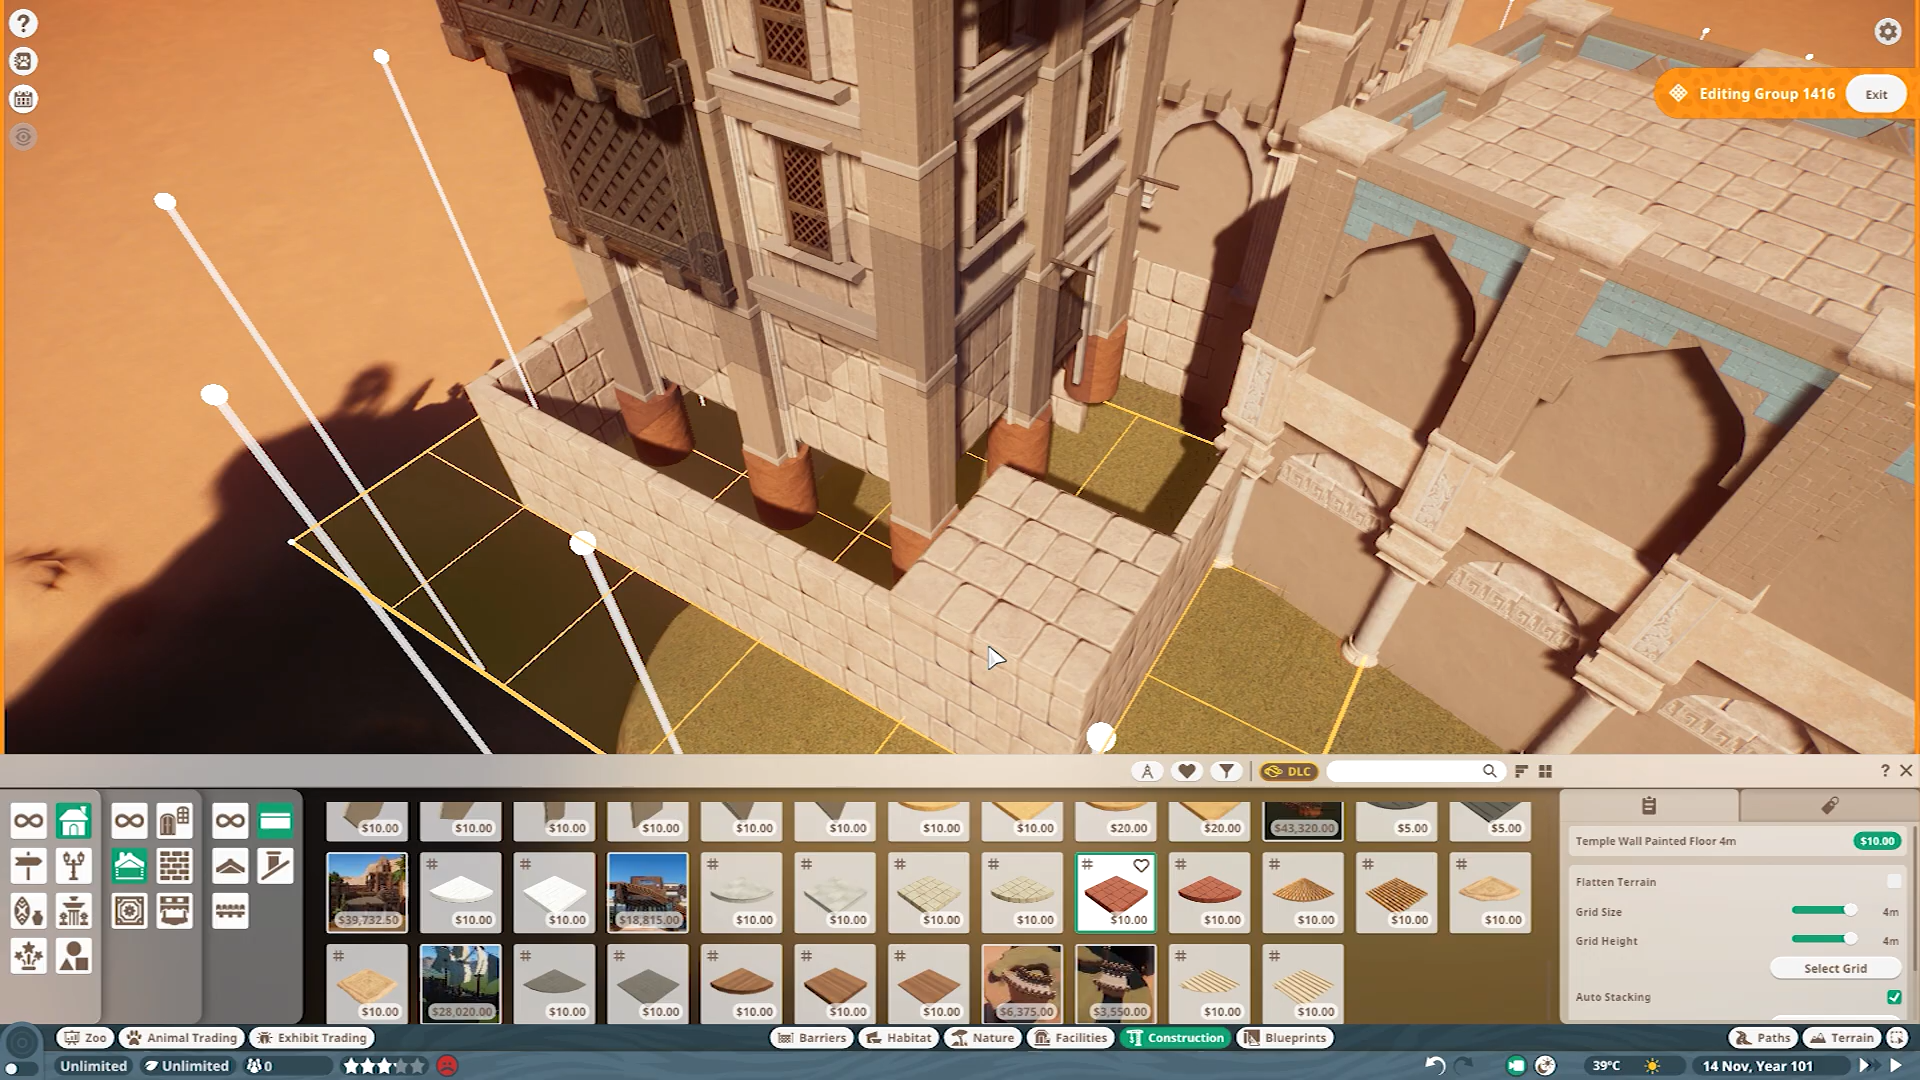 ?
Editing Group 1416
Exit
DLC
?
$10.00
$10.00
$10.00
$10.00
$10.00
$10.00
$10.00
$10.00
$20.00
$20.00
$43,320.00
$5.00
$5.00
Temple Wall Painted Floor 4m
$10.00
$39,732.50
$10.00
$10.00
$18,815.00
$10.00
$10.00
$10.00
$10.00
$10.00
$10.00
$10.00
$10.00
$10.00
Flatten Terrain
Grid Size
4m
Grid Height
4m
Select Grid
Auto Stacking
$10.00
$28,020.00
$10.00
$10.00
$10.00
$10.00
$10.00
$6,375.00
$3,550.00
$10.00
$10.00
Zoo
Animal Trading
Exhibit Trading
Barriers
Habitat
Nature
Facilities
Construction
Blueprints
Paths
Terrain
Unlimited
Unlimited
0
39°C
14 Nov, Year 101